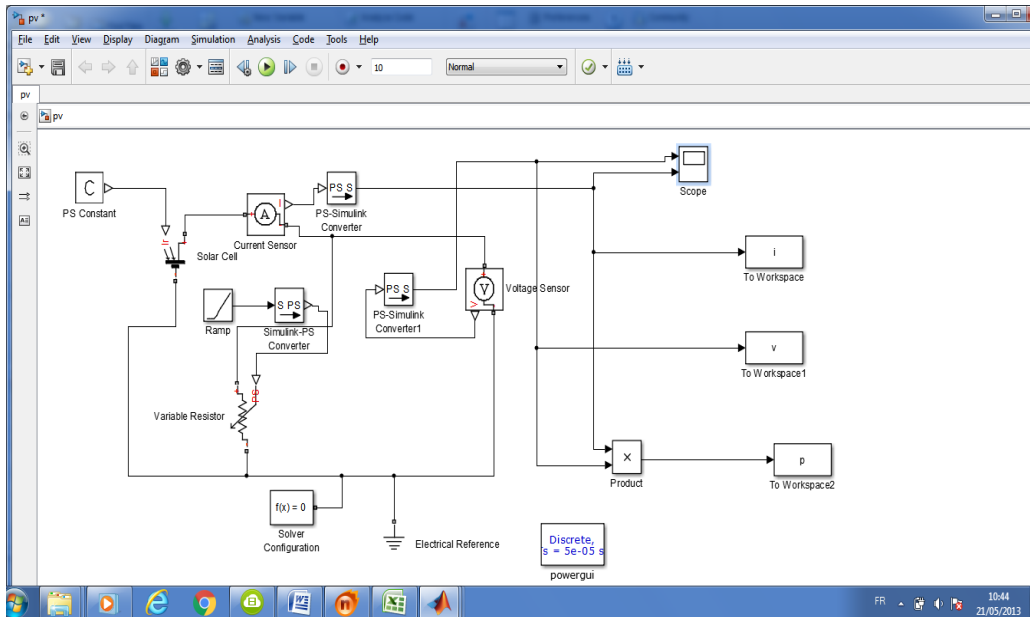 pv *
File Edit View Display Diagram Simulation Analysis Code Tools Help
10
Normal
pv
pv
C
PS Constant
Ir
+
-
Solar Cell
+
A
I
-
Current Sensor
PS S
PS-Simulink
Converter
Scope
i
To Workspace
Ramp
S PS
Simulink-PS
Converter
PS S
PS-Simulink
Converter1
+
V
V
-
Voltage Sensor
v
To Workspace1
+
PS
-
Variable Resistor
×
Product
p
To Workspace2
f(x) = 0
Solver
Configuration
Electrical Reference
Discrete,
s = 5e-05 s
powergui
FR
10:44
21/05/2013